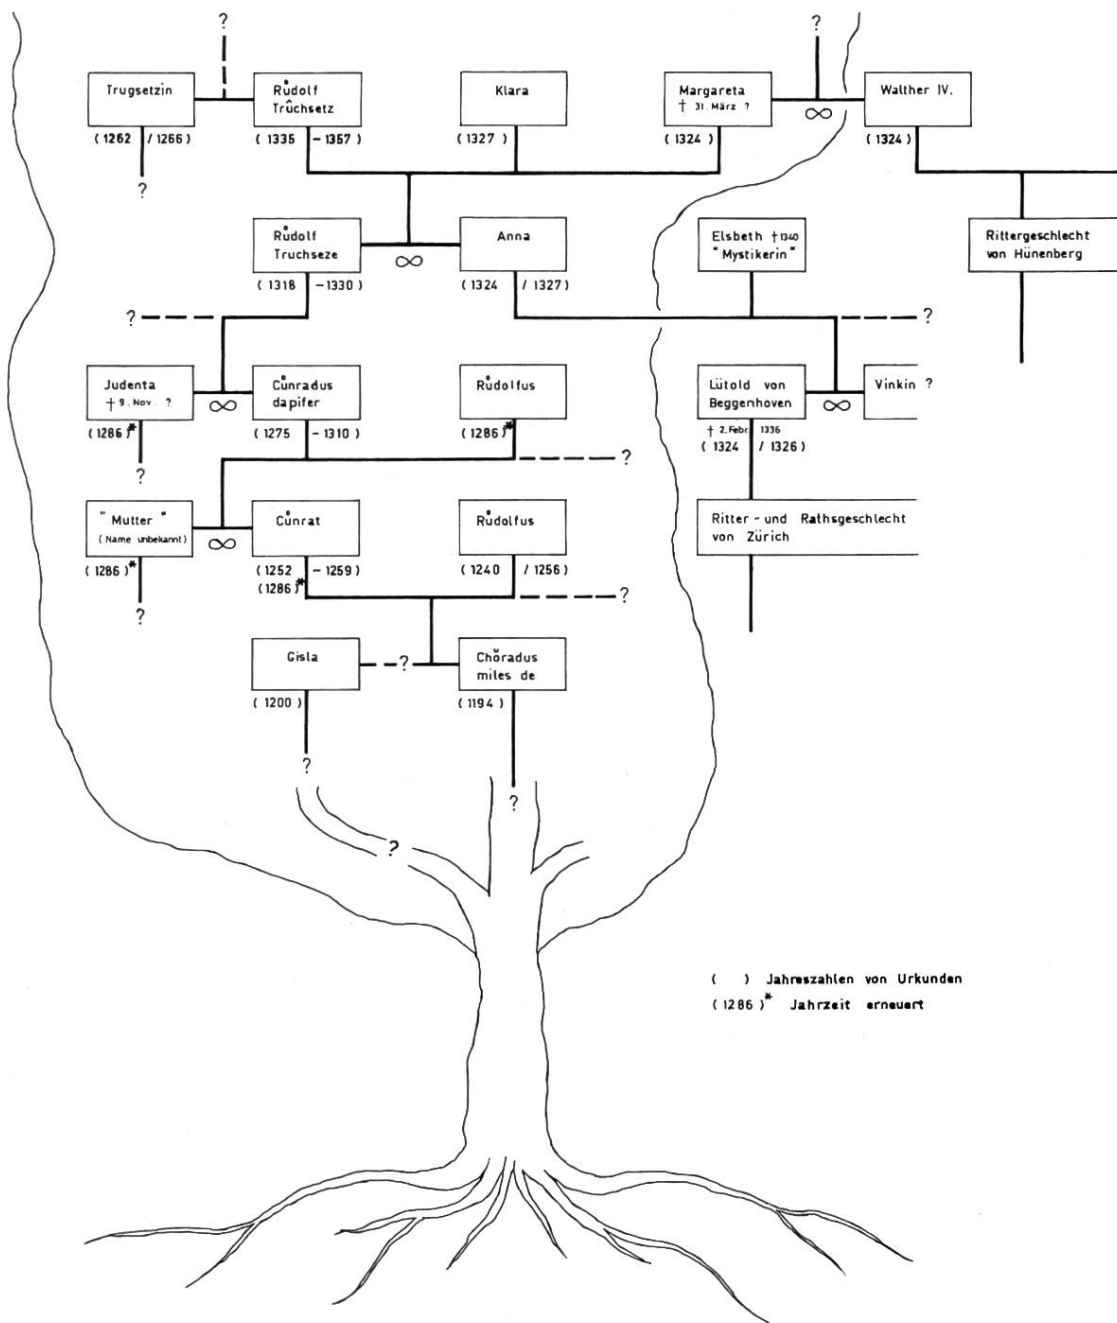 ?
?
Trugsetzin
Růdolf
Trůchsetz
Klara
Margareta
† 31. März ?
Walther IV.
(1262 / 1266)
(1335 – 1357)
(1327)
(1324)
∞
(1324)
?
Růdolf
Truchseze
Anna
Elsbeth † 1340
"Mystikerin"
Rittergeschlecht
von Hünenberg
∞
(1318 – 1330)
(1324 / 1327)
?
?
Judenta
† 9. Nov. ?
Cůnradus
dapifer
Růdolfus
Lütold von
Beggenhoven
Vinkin ?
∞
∞
(1286)*
(1275 – 1310)
(1286)*
† 2. Febr. 1336
(1324 / 1326)
?
?
"Mutter"
(Name unbekannt)
Cůnrat
Růdolfus
Ritter- und Rathsgeschlecht
von Zürich
∞
(1286)*
(1252 – 1259)
(1286)*
(1240 / 1256)
?
?
Gisla
?
Chǒradus
miles de
(1200)
(1194)
?
?
?
( ) Jahreszahlen von Urkunden
(1286)* Jahrzeit erneuert